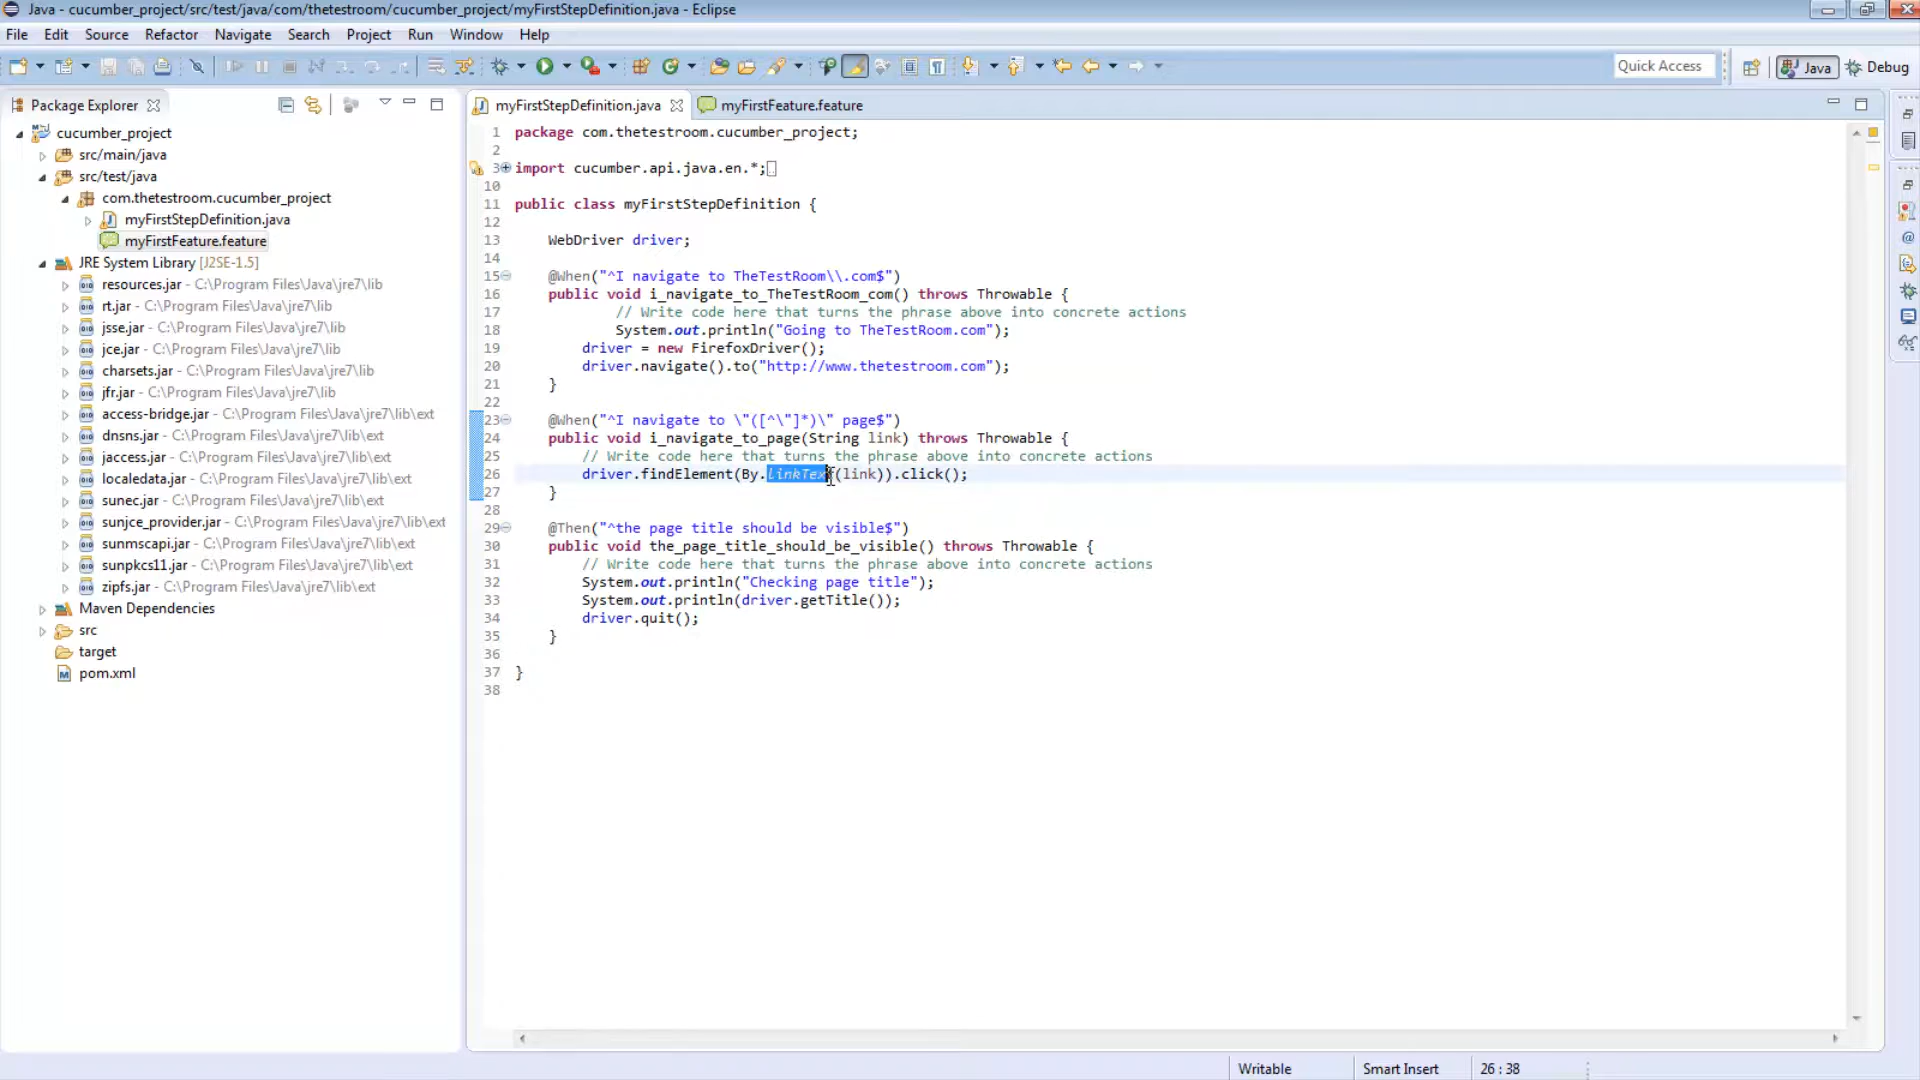 Java - cucumber_project/src/test/java/com/thetestroom/cucumber_project/myFirstStepDefinition.java - Eclipse
File Edit Source Refactor Navigate Search Project Run Window Help
Quick Access Java Debug
Package Explorer
cucumber_project
src/main/java
src/test/java
com.thetestroom.cucumber_project
myFirstStepDefinition.java
myFirstFeature.feature
JRE System Library [J2SE-1.5]
resources.jar - C:\Program Files\Java\jre7\lib
rt.jar - C:\Program Files\Java\jre7\lib
jsse.jar - C:\Program Files\Java\jre7\lib
jce.jar - C:\Program Files\Java\jre7\lib
charsets.jar - C:\Program Files\Java\jre7\lib
jfr.jar - C:\Program Files\Java\jre7\lib
access-bridge.jar - C:\Program Files\Java\jre7\lib\ext
dnsns.jar - C:\Program Files\Java\jre7\lib\ext
jaccess.jar - C:\Program Files\Java\jre7\lib\ext
localedata.jar - C:\Program Files\Java\jre7\lib\ext
sunec.jar - C:\Program Files\Java\jre7\lib\ext
sunjce_provider.jar - C:\Program Files\Java\jre7\lib\ext
sunmscapi.jar - C:\Program Files\Java\jre7\lib\ext
sunpkcs11.jar - C:\Program Files\Java\jre7\lib\ext
zipfs.jar - C:\Program Files\Java\jre7\lib\ext
Maven Dependencies
src
target
pom.xml
myFirstStepDefinition.java myFirstFeature.feature
1 package com.thetestroom.cucumber_project;
2
3 import cucumber.api.java.en.*;
10
11 public class myFirstStepDefinition {
12
13 WebDriver driver;
14
15 @When("^I navigate to TheTestRoom\\.com$")
16 public void i_navigate_to_TheTestRoom_com() throws Throwable {
17 // Write code here that turns the phrase above into concrete actions
18 System.out.println("Going to TheTestRoom.com");
19 driver = new FirefoxDriver();
20 driver.navigate().to("http://www.thetestroom.com");
21 }
22
23 @When("^I navigate to \"([^\"]*)\" page$")
24 public void i_navigate_to_page(String link) throws Throwable {
25 // Write code here that turns the phrase above into concrete actions
26 driver.findElement(By.linkText(link)).click();
27 }
28
29 @Then("^the page title should be visible$")
30 public void the_page_title_should_be_visible() throws Throwable {
31 // Write code here that turns the phrase above into concrete actions
32 System.out.println("Checking page title");
33 System.out.println(driver.getTitle());
34 driver.quit();
35 }
36
37 }
38
Writable Smart Insert 26 : 38